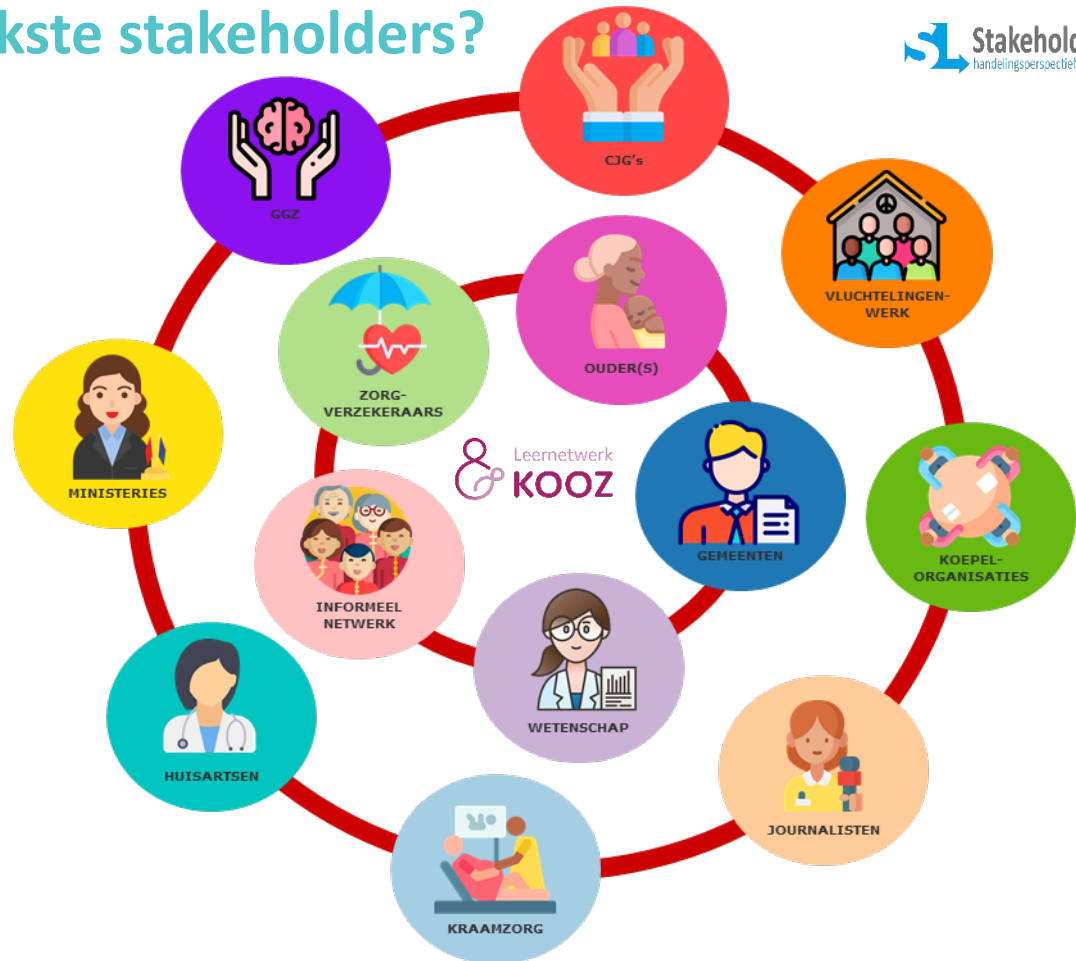 kste stakeholders?
SL Stakehold
handelingsperspectief
CJG's
GGZ
VLUCHTELINGEN-
WERK
OUDER(S)
ZORG-
VERZEKERAARS
MINISTERIES
Leernetwerk
KOOZ
GEMEENTEN
KOEPEL-
ORGANISATIES
INFORMEEL
NETWERK
WETENSCHAP
HUISARTSEN
JOURNALISTEN
KRAAMZORG